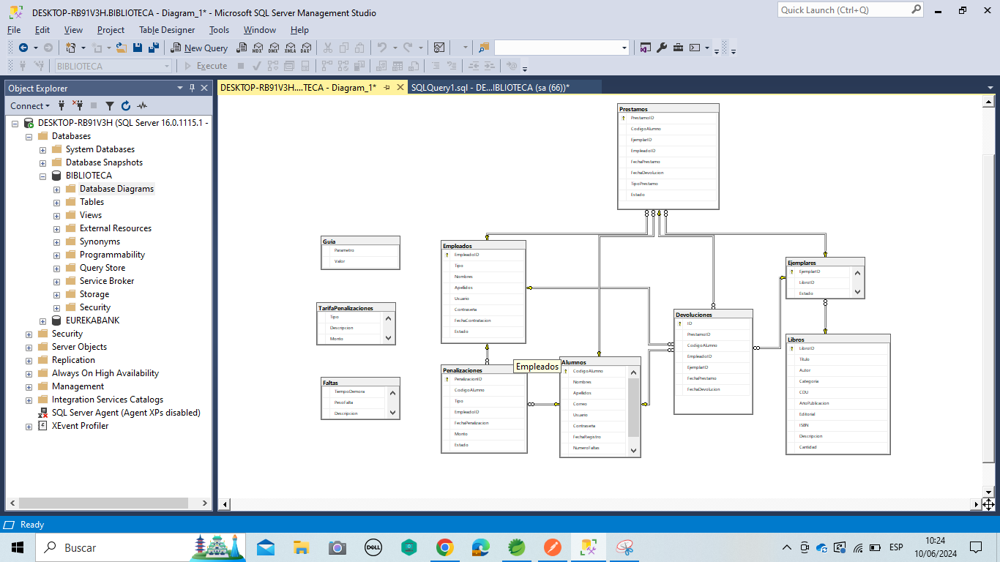 DESKTOP-RB91V3H.BIBLIOTECA - Diagram_1* - Microsoft SQL Server Management Studio
Quick Launch (Ctrl+Q)
File Edit View Project Table Designer Tools Window Help
New Query MDX DMX XMLA DAX
BIBLIOTECA Execute
Object Explorer
Connect
DESKTOP-RB91V3H (SQL Server 16.0.1115.1 -
Databases
System Databases
Database Snapshots
BIBLIOTECA
Database Diagrams
Tables
Views
External Resources
Synonyms
Programmability
Query Store
Service Broker
Storage
Security
EUREKABANK
Security
Server Objects
Replication
Always On High Availability
Management
Integration Services Catalogs
SQL Server Agent (Agent XPs disabled)
XEvent Profiler
DESKTOP-RB91V3H....TECA - Diagram_1*
SQLQuery1.sql - DE...IBLIOTECA (sa (66))*
Prestamos
PrestamoID
CodigoAlumno
EjemplarID
EmpleadoID
FechaPrestamo
FechaDevolucion
TipoPrestamo
Estado
Guia
Parametro
Valor
TarifaPenalizaciones
Tipo
Descripcion
Monto
Faltas
TiempoDemora
PesoFalta
Descripcion
Empleados
EmpleadoID
Tipo
Nombres
Apellidos
Usuario
Contraseña
FechaContratacion
Estado
Penalizaciones
PenalizacionID
CodigoAlumno
Tipo
EmpleadoID
FechaPenalizacion
Monto
Estado
Empleados
Alumnos
CodigoAlumno
Nombres
Apellidos
Correo
Usuario
Contraseña
FechaRegistro
NumeroFaltas
Devoluciones
ID
PrestamoID
CodigoAlumno
EmpleadoID
EjemplarID
FechaPrestamo
FechaDevolucion
Ejemplares
EjemplarID
LibroID
Estado
Libros
LibroID
Titulo
Autor
Categoria
CDU
AñoPublicacion
Editorial
ISBN
Descripcion
Cantidad
Ready
Buscar
DELL
ESP
10:24
10/06/2024